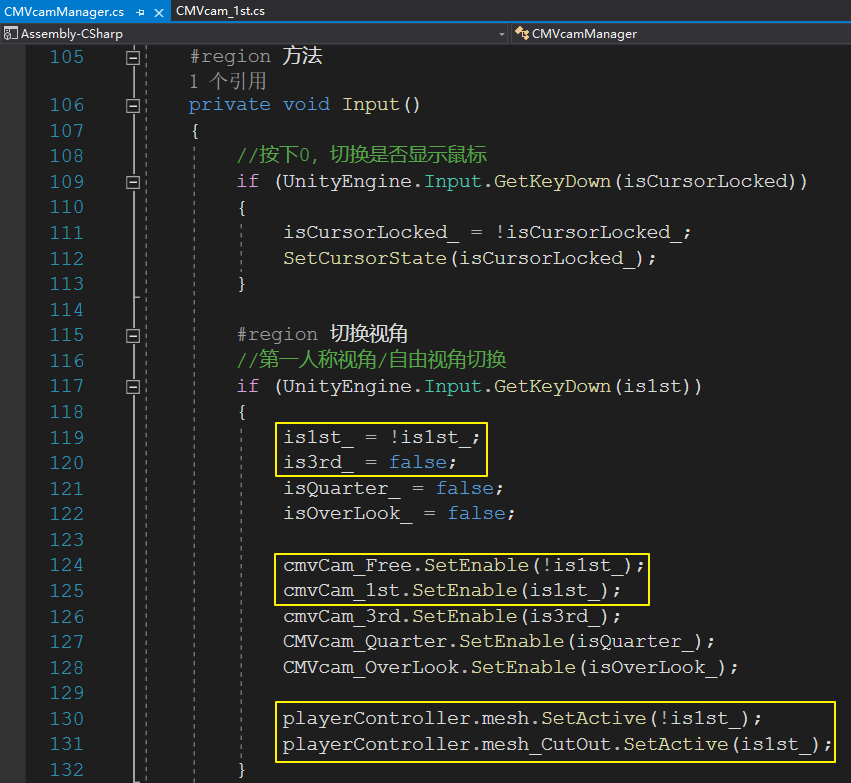 CMVcamManager.cs CMVcam_1st.cs
Assembly-CSharp CMVcamManager
105 #region 方法
1 个引用
106 private void Input()
107 {
108 //按下0，切换是否显示鼠标
109 if (UnityEngine.Input.GetKeyDown(isCursorLocked))
110 {
111 isCursorLocked_ = !isCursorLocked_;
112 SetCursorState(isCursorLocked_);
113 }
114
115 #region 切换视角
116 //第一人称视角/自由视角切换
117 if (UnityEngine.Input.GetKeyDown(is1st))
118 {
119 is1st_ = !is1st_;
120 is3rd_ = false;
121 isQuarter_ = false;
122 isOverLook_ = false;
123
124 cmvCam_Free.SetEnable(!is1st_);
125 cmvCam_1st.SetEnable(is1st_);
126 cmvCam_3rd.SetEnable(is3rd_);
127 CMVcam_Quarter.SetEnable(isQuarter_);
128 CMVcam_OverLook.SetEnable(isOverLook_);
129
130 playerController.mesh.SetActive(!is1st_);
131 playerController.mesh_CutOut.SetActive(is1st_);
132 }